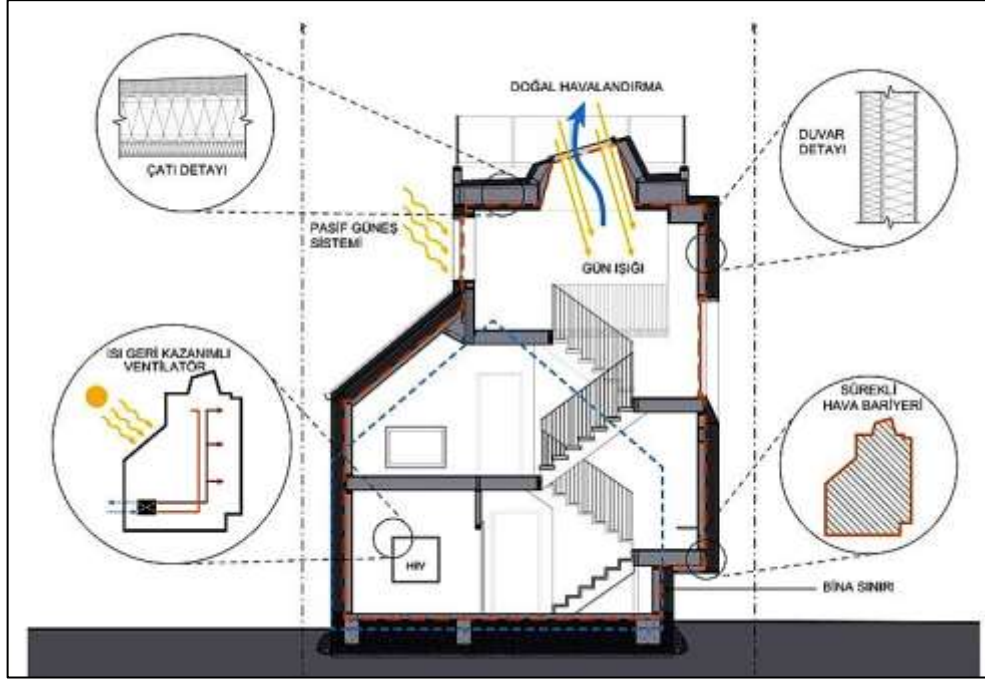 DOĞAL HAVALANDIRMA
ÇATI DETAYI
DUVAR
DETAYI
PASİF GÜNEŞ
SİSTEMİ
GÜN IŞIĞI
ISI GERİ KAZANIMLI
VENTİLATÖR
SÜREKLİ
HAVA BARİYERİ
HRV
BİNA SINIRI